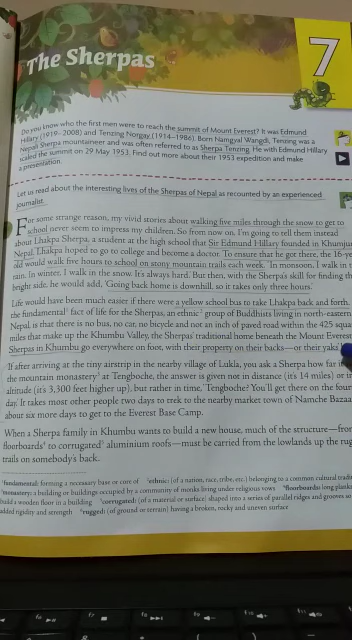 The Sherpas
7
Do you know who the first men were to reach the summit of Mount Everest? It was Edmund
Hillary (1919–2008) and Tenzing Norgay (1914–1986). Born Namgyal Wangdi, Tenzing was a
Nepali Sherpa mountaineer and was often referred to as Sherpa Tenzing. He with Edmund Hillary
scaled the summit on 29 May 1953. Find out more about their 1953 expedition and make
a presentation.
Let us read about the interesting lives of the Sherpas of Nepal as recounted by an experienced
journalist.
For some strange reason, my vivid stories about walking five miles through the snow to get to
school never seem to impress my children. So from now on, I'm going to tell them instead
about Lhakpa Sherpa, a student at the high school that Sir Edmund Hillary founded in Khumju
Nepal. Lhakpa hoped to go to college and become a doctor. To ensure that he got there, the 16-ye
old would walk five hours to school on stony mountain trails each week. 'In monsoon, I walk in t
rain. In winter, I walk in the snow. It's always hard. But then, with the Sherpa's skill for finding th
bright side, he would add, 'Going back home is downhill, so it takes only three hours.'
Life would have been much easier if there were a yellow school bus to take Lhakpa back and forth.
the fundamental¹ fact of life for the Sherpas, an ethnic² group of Buddhists living in north-eastern
Nepal is that there is no bus, no car, no bicycle and not an inch of paved road within the 425 squa
miles that make up the Khumbu Valley, the Sherpas' traditional home beneath the Mount Everest
Sherpas in Khumbu go everywhere on foot, with their property on their backs—or their yaks'
If after arriving at the tiny airstrip in the nearby village of Lukla, you ask a Sherpa how far i
the mountain monastery³ at Tengboche, the answer is given not in distance (it's 14 miles) or i
altitude (it's 3,300 feet higher up), but rather in time, 'Tengboche? You'll get there on the four
day. It takes most other people two days to trek to the nearby market town of Namche Bazaa
about six more days to get to the Everest Base Camp.
When a Sherpa family in Khumbu wants to build a new house, much of the structure—from
floorboards⁴ to corrugated⁵ aluminium roofs—must be carried from the lowlands up the rug
trails on somebody's back.
¹fundamental: forming a necessary base or core of ²ethnic: (of a nation, race, tribe, etc.) belonging to a common cultural tradi
³monastery: a building or buildings occupied by a community of monks living under religious vows ⁴floorboards: long planks
build a wooden floor in a building ⁵corrugated: (of a material or surface) shaped into a series of parallel ridges and grooves so
added rigidity and strength ⁶rugged: (of ground or terrain) having a broken, rocky and uneven surface
f6
f7
f8
f9
f10
f11